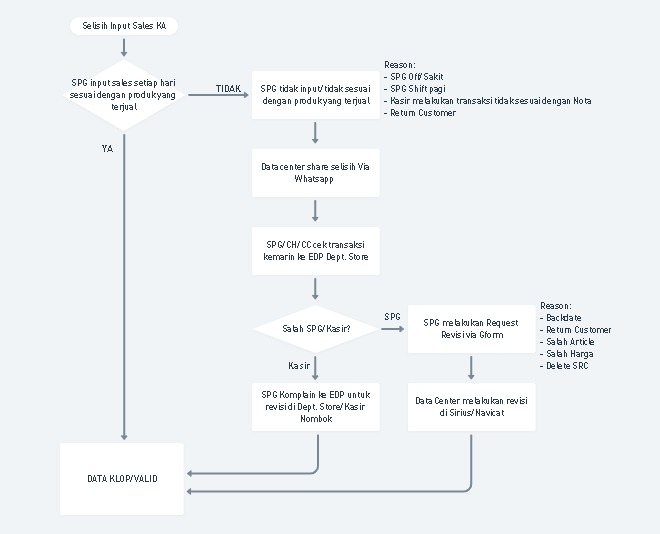 Selisih Input Sales KA
SPG input sales setiap hari
sesuai dengan produk yang
terjual
TIDAK
YA
SPG tidak input/tidak sesuai
dengan produk yang terjual
Reason:
- SPG Off/Sakit
- SPG Shift pagi
- Kasir melakukan transaksi tidak sesuai dengan Nota
- Return Customer
Data center share selisih Via
Whatsapp
SPG/CH/CC cek transaksi
kemarin ke EDP Dept. Store
Salah SPG/Kasir?
SPG
Kasir
SPG melakukan Request
Revisi via Gform
Reason:
- Backdate
- Return Customer
- Salah Article
- Salah Harga
- Delete SRC
SPG Komplain ke EDP untuk
revisi di Dept. Store/Kasir
Nombok
Data Center melakukan revisi
di Sirius/Navicat
DATA KLOP/VALID